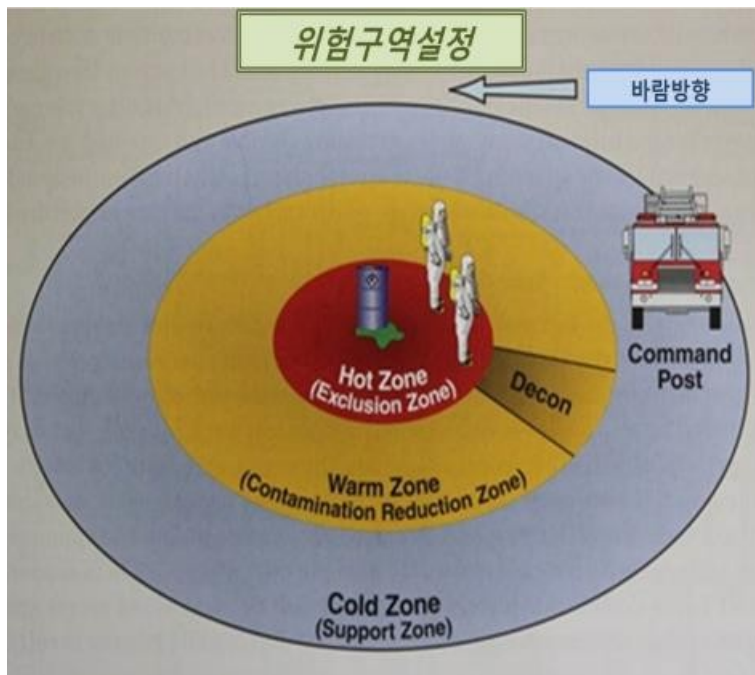 위험구역설정
바람방향
Command
Post
Hot Zone
(Exclusion Zone)
Decon
Warm Zone
(Contamination Reduction Zone)
Cold Zone
(Support Zone)